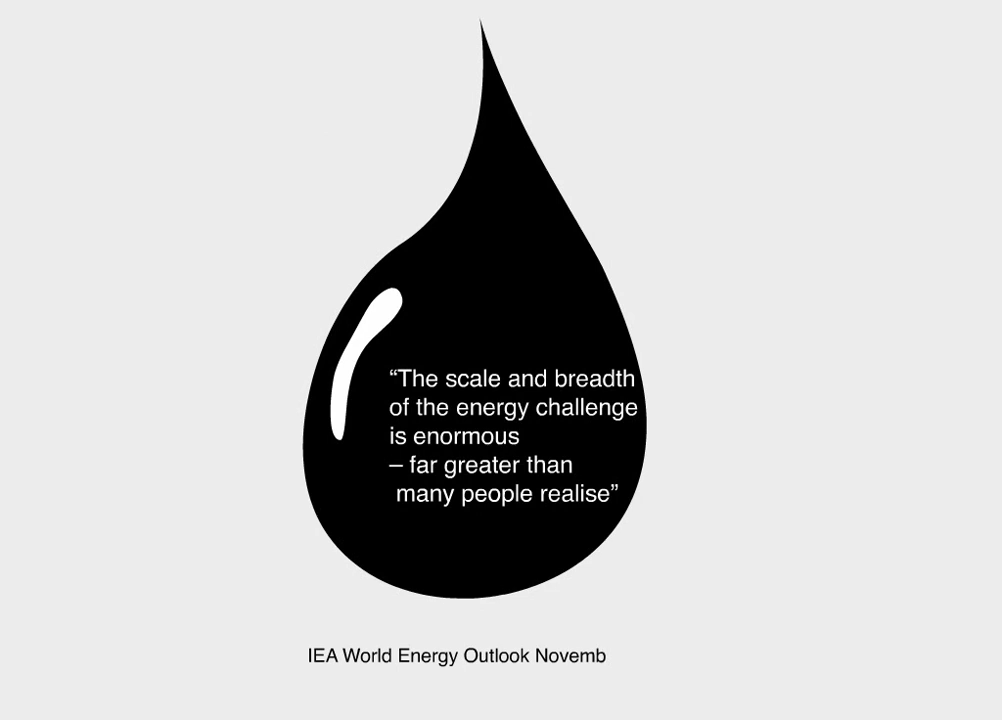 “The scale and breadth
of the energy challenge
is enormous
– far greater than
many people realise”
IEA World Energy Outlook Novemb